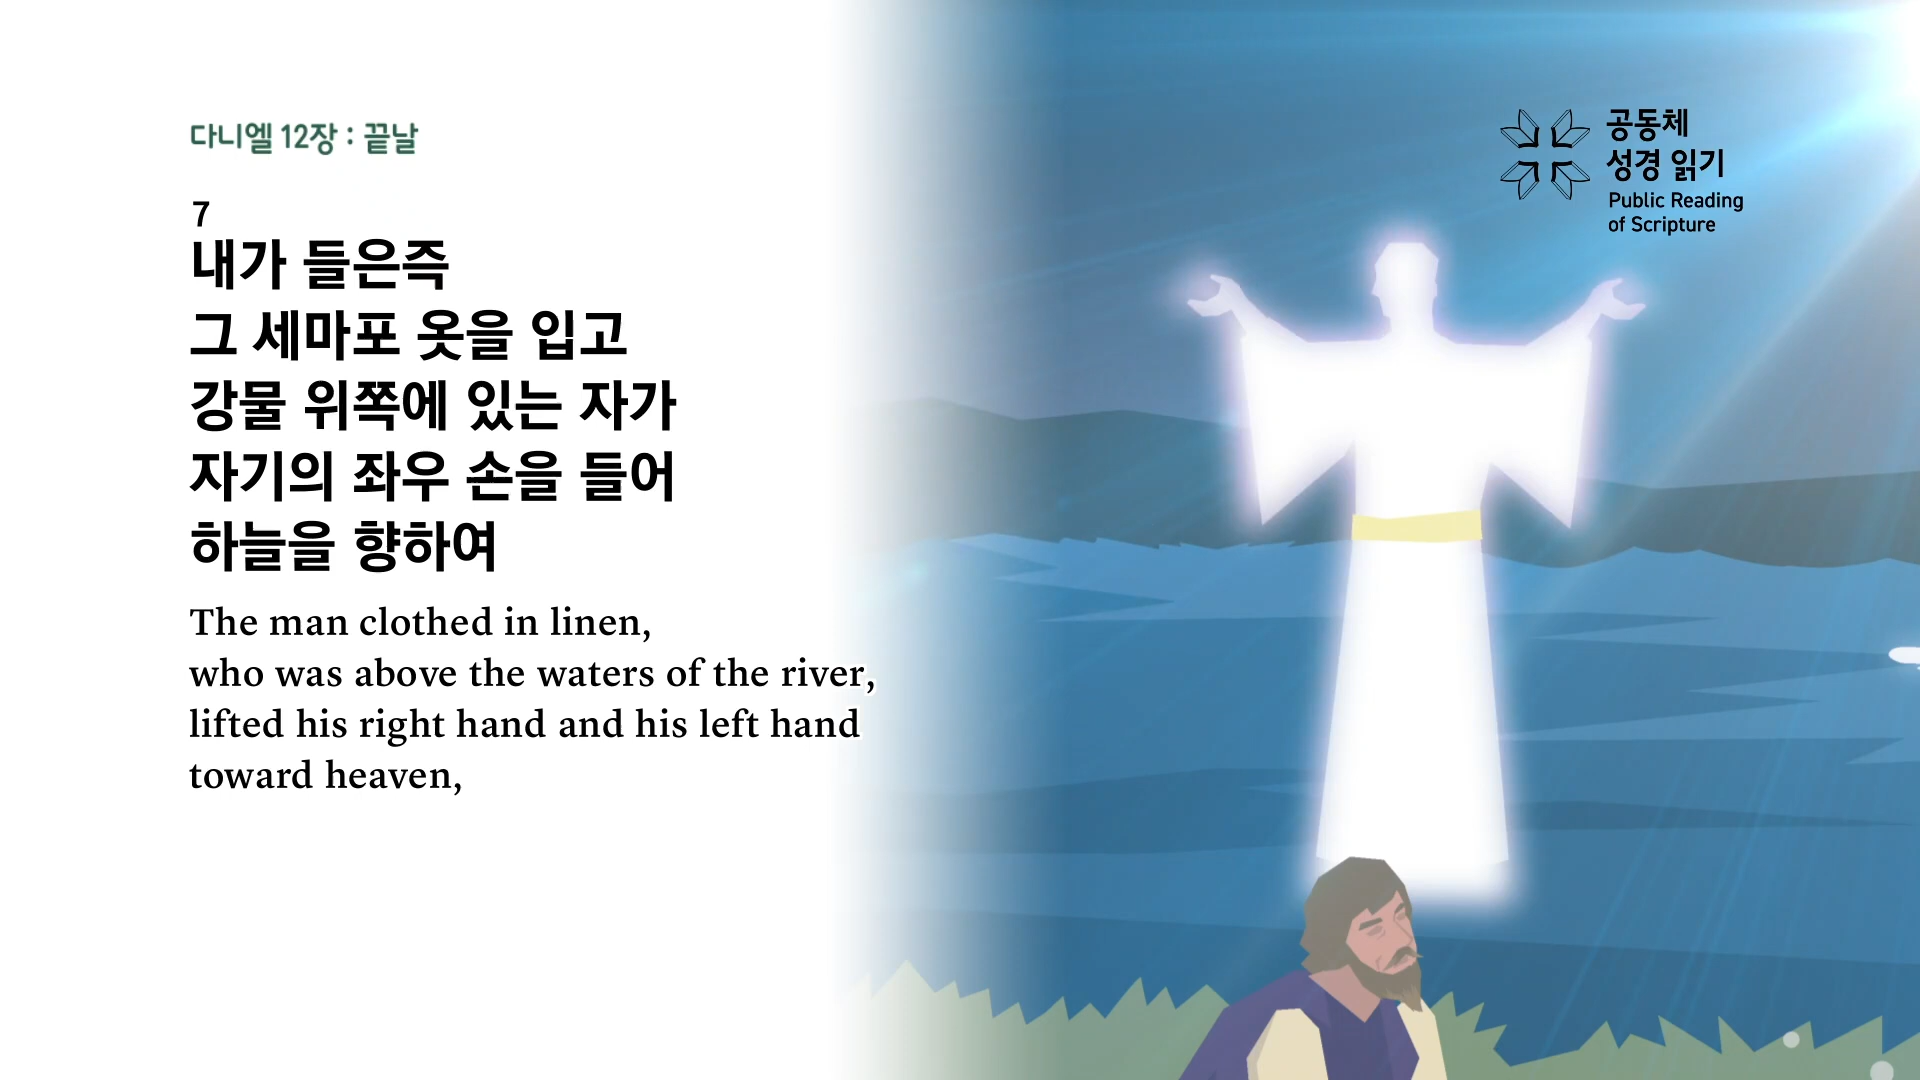 다니엘 12장 : 끝날
7
내가 들은즉
그 세마포 옷을 입고
강물 위쪽에 있는 자가
자기의 좌우 손을 들어
하늘을 향하여
The man clothed in linen,
who was above the waters of the river,
lifted his right hand and his left hand
toward heaven,
공동체
성경 읽기
Public Reading
of Scripture